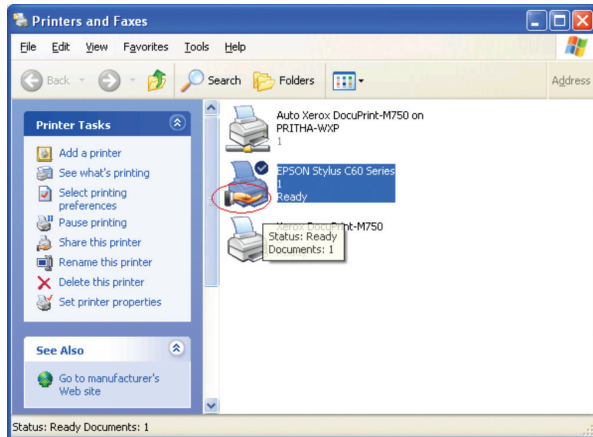 Printers and Faxes
File Edit View Favorites Tools Help
Back Search Folders Address
Printer Tasks
Add a printer
See what's printing
Select printing
preferences
Pause printing
Share this printer
Rename this printer
Delete this printer
Set printer properties
See Also
Go to manufacturer's
Web site
Auto Xerox DocuPrint-M750 on
PRITHA-WXP
1
EPSON Stylus C60 Series
1
Ready
Xerox DocuPrint-M750
Status: Ready
Documents: 1
Status: Ready Documents: 1